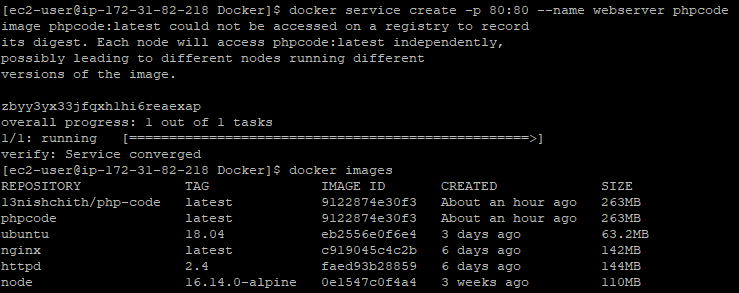 [ec2-user@ip-172-31-82-218 Docker]$ docker service create -p 80:80 --name webserver phpcode
image phpcode:latest could not be accessed on a registry to record
its digest. Each node will access phpcode:latest independently,
possibly leading to different nodes running different
versions of the image.

zbyy3yx33jfqxhlhi6reaexap
overall progress: 1 out of 1 tasks
1/1: running   [==================================================>]
verify: Service converged
[ec2-user@ip-172-31-82-218 Docker]$ docker images
REPOSITORY            TAG              IMAGE ID       CREATED             SIZE
13nishchith/php-code  latest           9122874e30f3   About an hour ago   263MB
phpcode               latest           9122874e30f3   About an hour ago   263MB
ubuntu                18.04            eb2556e0f6e4   3 days ago          63.2MB
nginx                 latest           c919045c4c2b   6 days ago          142MB
httpd                 2.4              faed93b28859   6 days ago          144MB
node                  16.14.0-alpine   0e1547c0f4a4   3 weeks ago         110MB